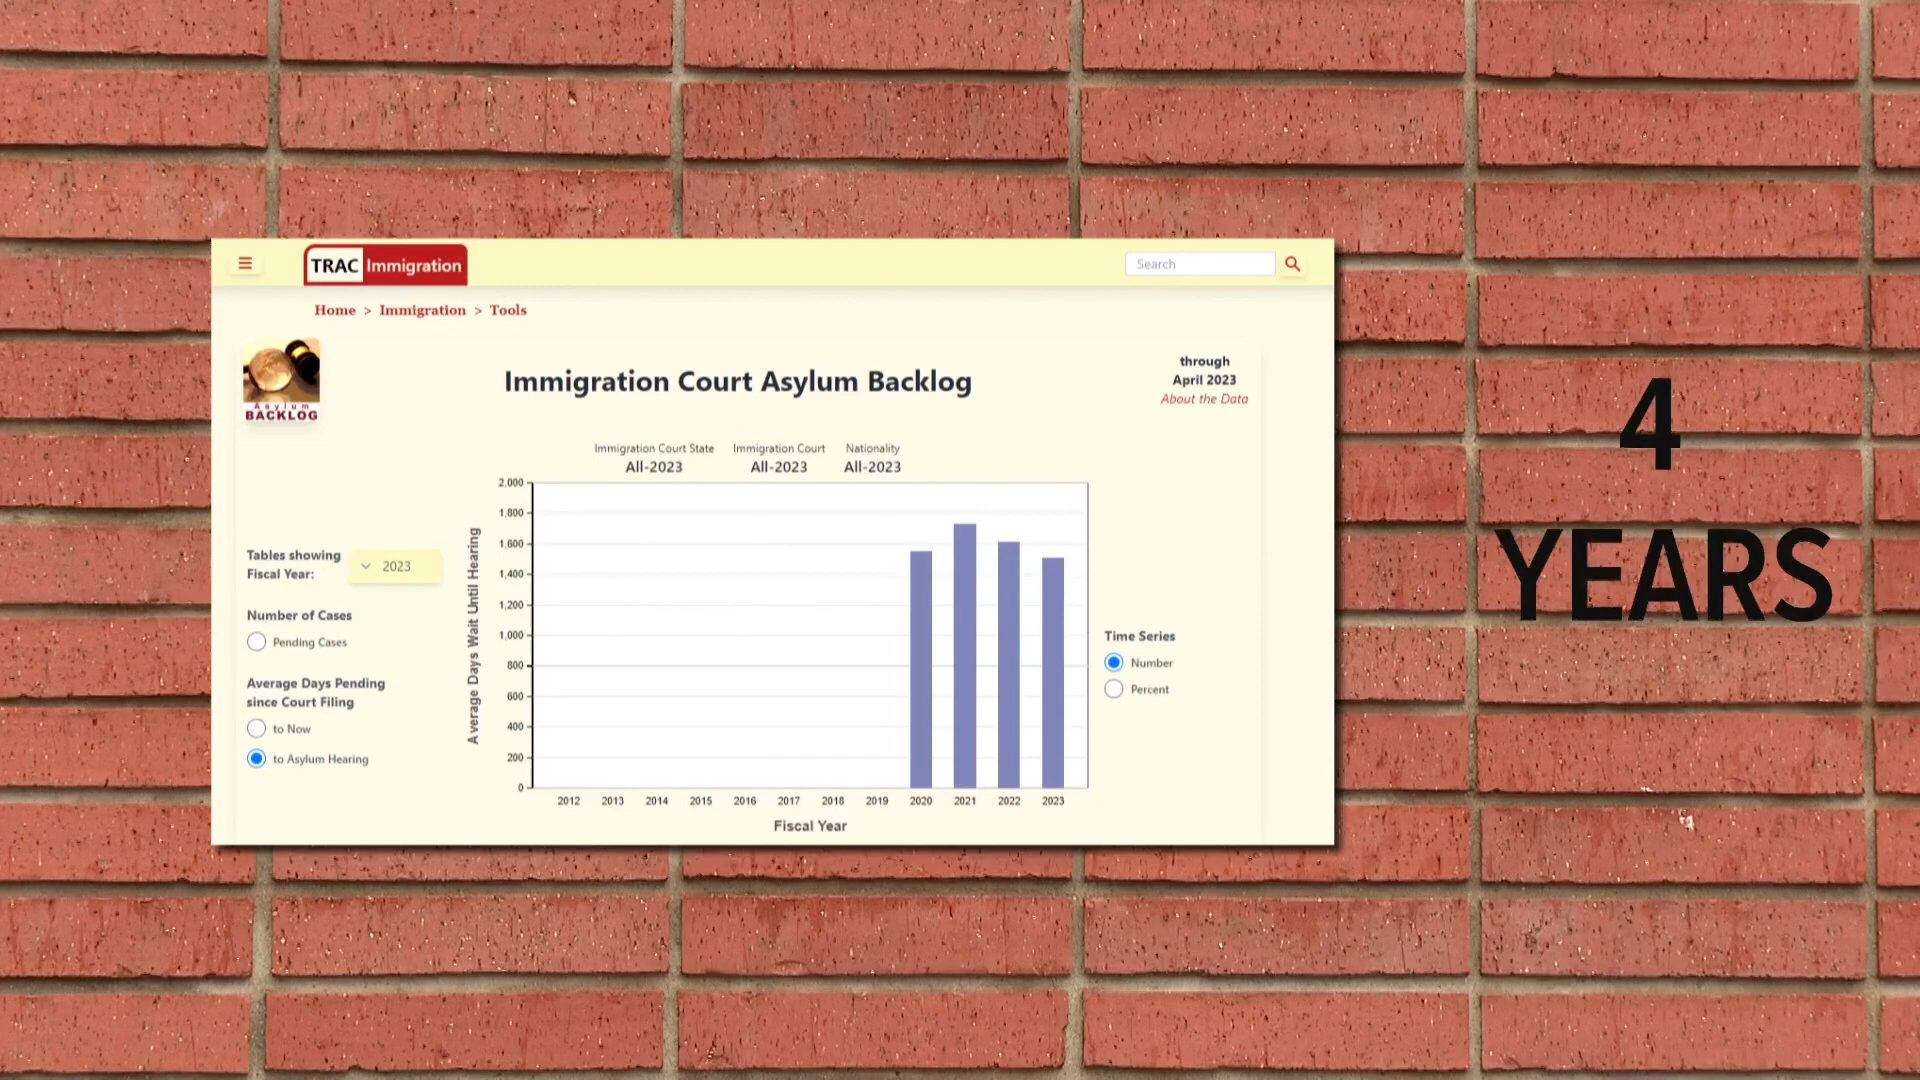 TRAC Immigration
Search
Home > Immigration > Tools
Asylum
BACKLOG
Immigration Court Asylum Backlog
through
April 2023
About the Data
Immigration Court State
All-2023
Immigration Court
All-2023
Nationality
All-2023
Tables showing
Fiscal Year:
2023
Number of Cases
Pending Cases
Average Days Pending
since Court Filing
to Now
to Asylum Hearing
Average Days Wait Until Hearing
2,000
1,800
1,600
1,400
1,200
1,000
800
600
400
200
0
2012 2013 2014 2015 2016 2017 2018 2019 2020 2021 2022 2023
Fiscal Year
Time Series
Number
Percent
4
YEARS